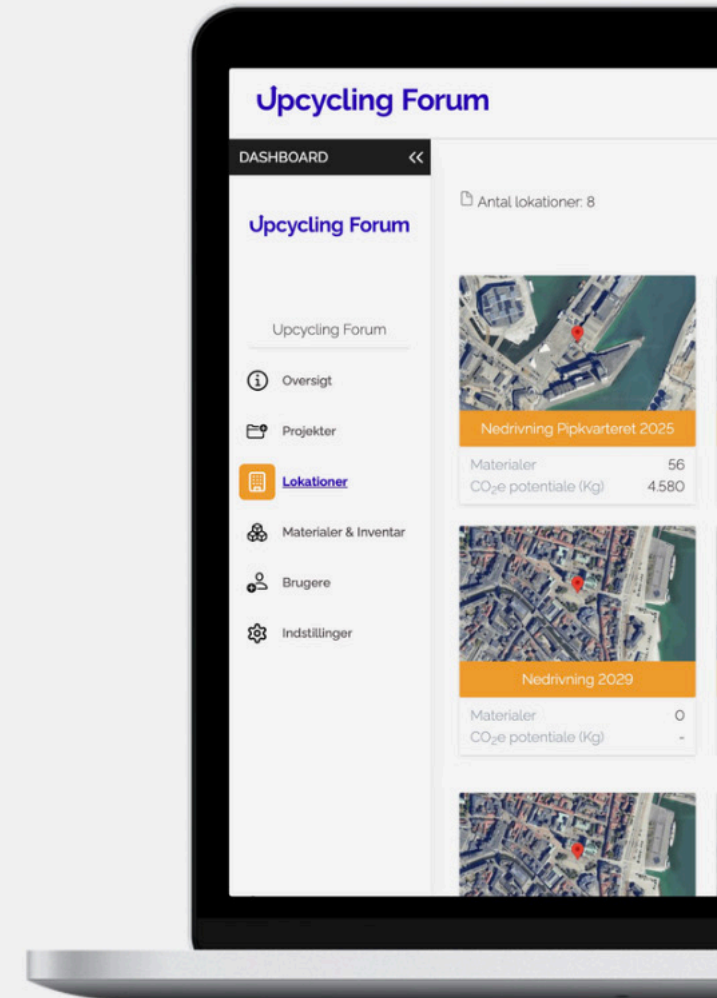 Upcycling Forum
DASHBOARD
Upcycling Forum
Upcycling Forum
Oversigt
Projekter
Lokationer
Materialer & Inventar
Brugere
Indstillinger
Antal lokationer: 8
Nedrivning Pipkvarteret 2025
Materialer 56
CO₂e potentiale (Kg) 4.580
Nedrivning 2029
Materialer 0
CO₂e potentiale (Kg) -